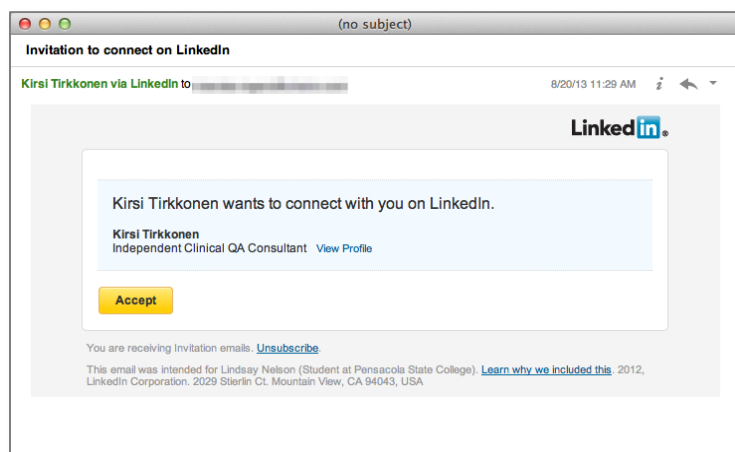 (no subject)
Invitation to connect on LinkedIn
Kirsi Tirkkonen via LinkedIn to
8/20/13 11:29 AM i
Linked in ®
Kirsi Tirkkonen wants to connect with you on LinkedIn.
Kirsi Tirkkonen
Independent Clinical QA Consultant View Profile
Accept
You are receiving Invitation emails. Unsubscribe.
This email was intended for Lindsay Nelson (Student at Pensacola State College). Learn why we included this. 2012,
LinkedIn Corporation. 2029 Stierlin Ct. Mountain View, CA 94043, USA